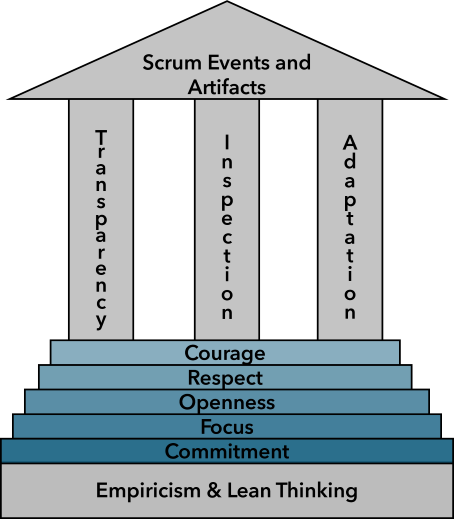 Scrum Events and
Artifacts
Transparency
Inspection
Adaptation
Courage
Respect
Openness
Focus
Commitment
Empiricism & Lean Thinking